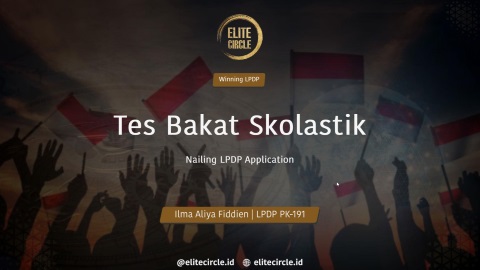 ELITE
CIRCLE
Winning LPDP
Tes Bakat Skolastik
Nailing LPDP Application
Ilma Aliya Fiddien | LPDP PK-191
@elitecircle.id elitecircle.id